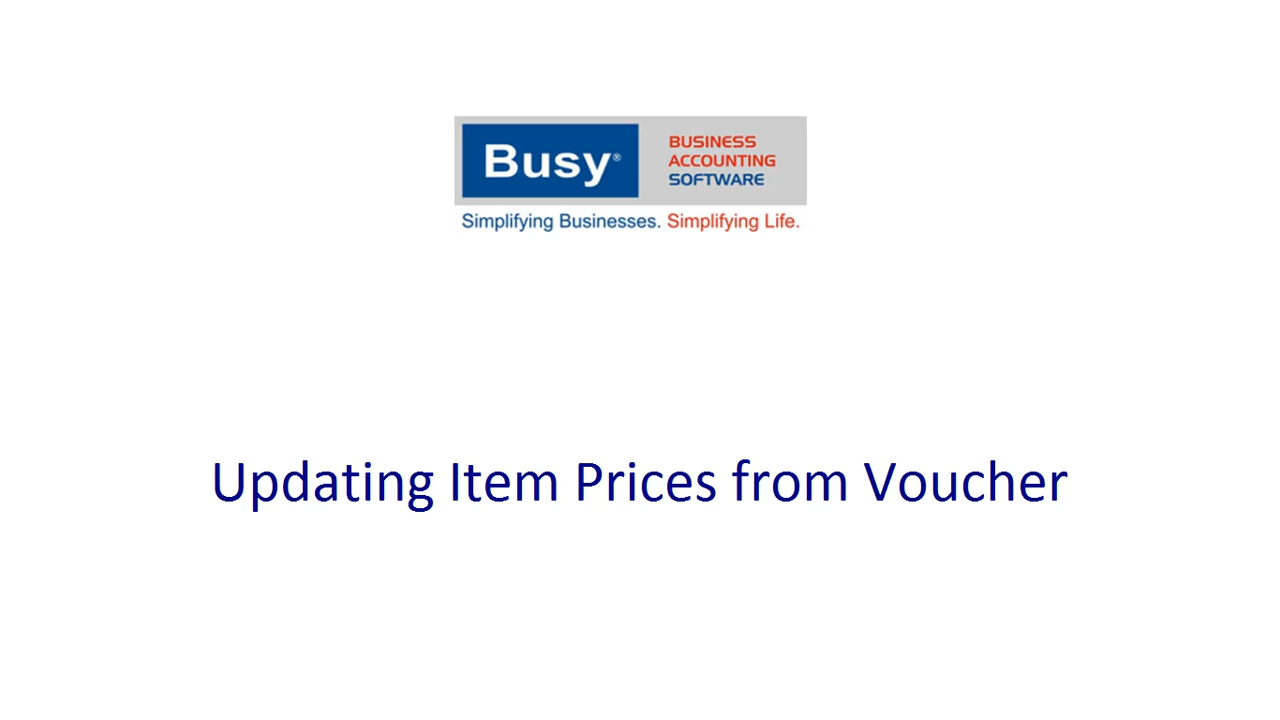 Busy®
BUSINESS
ACCOUNTING
SOFTWARE
Simplifying Businesses. Simplifying Life.
Updating Item Prices from Voucher